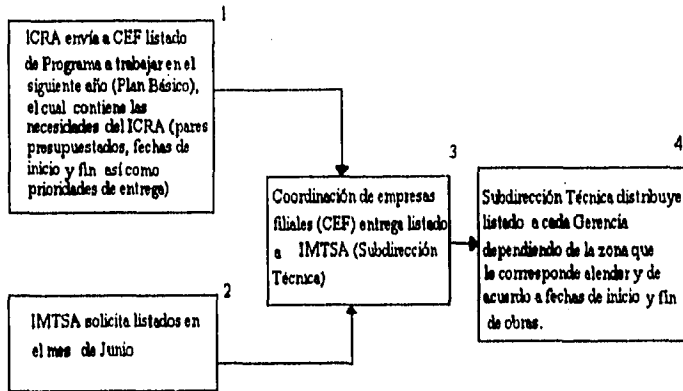 1
ICRA envía a CEF listado
de Programa a trabajar en el
siguiente año (Plan Básico),
el cual contiene las
necesidades del ICRA (pares
presupuestados, fechas de
inicio y fin así como
prioridades de entrega)
2
IMTSA solicita listados en
el mes de Junio
3
Coordinación de empresas
filiales (CEF) entrega listado
a IMTSA (Subdirección
Técnica)
4
Subdirección Técnica distribuye
listado a cada Gerencia
dependiendo de la zona que
le corresponde atender y de
acuerdo a fechas de inicio y fin
de obras.